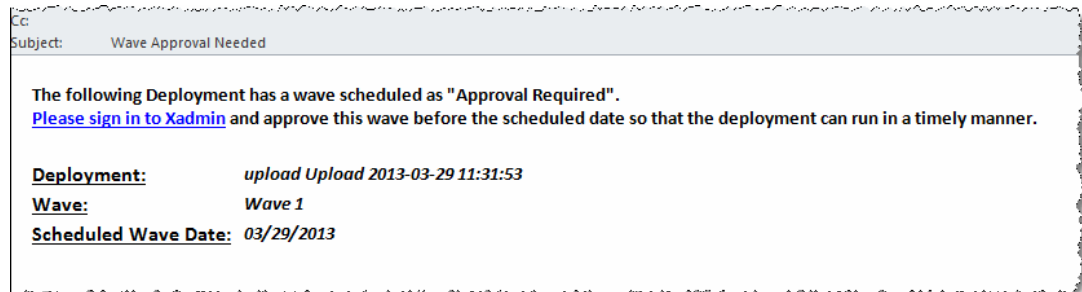 Cc:
Subject: Wave Approval Needed
The following Deployment has a wave scheduled as "Approval Required".
Please sign in to Xadmin and approve this wave before the scheduled date so that the deployment can run in a timely manner.
Deployment: upload Upload 2013-03-29 11:31:53
Wave: Wave 1
Scheduled Wave Date: 03/29/2013